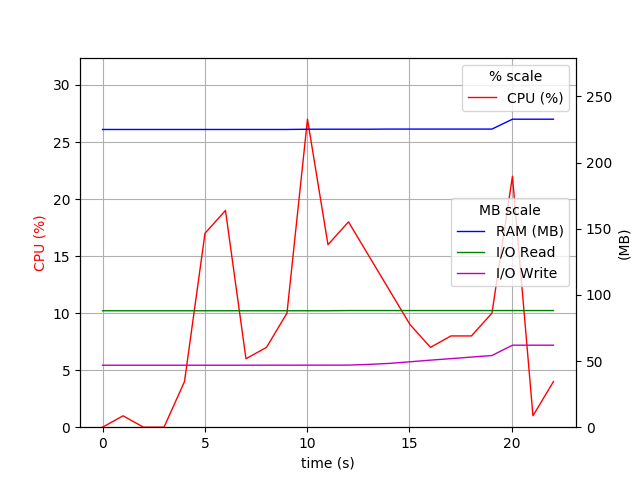 % scale
CPU (%)
MB scale
RAM (MB)
I/O Read
I/O Write
CPU (%)
30
25
20
15
10
5
0
250
200
150
100
50
0
(MB)
0 5 10 15 20
time (s)